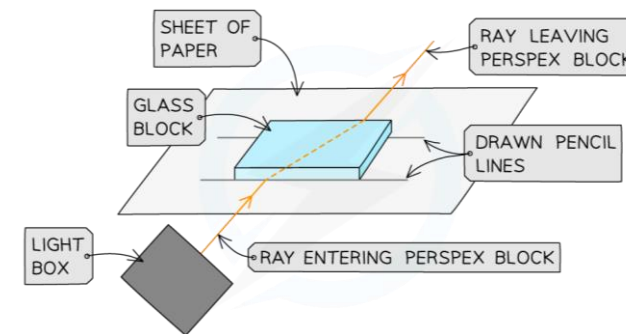 SHEET OF
PAPER
RAY LEAVING
PERSPEX BLOCK
GLASS
BLOCK
DRAWN PENCIL
LINES
LIGHT
BOX
RAY ENTERING PERSPEX BLOCK